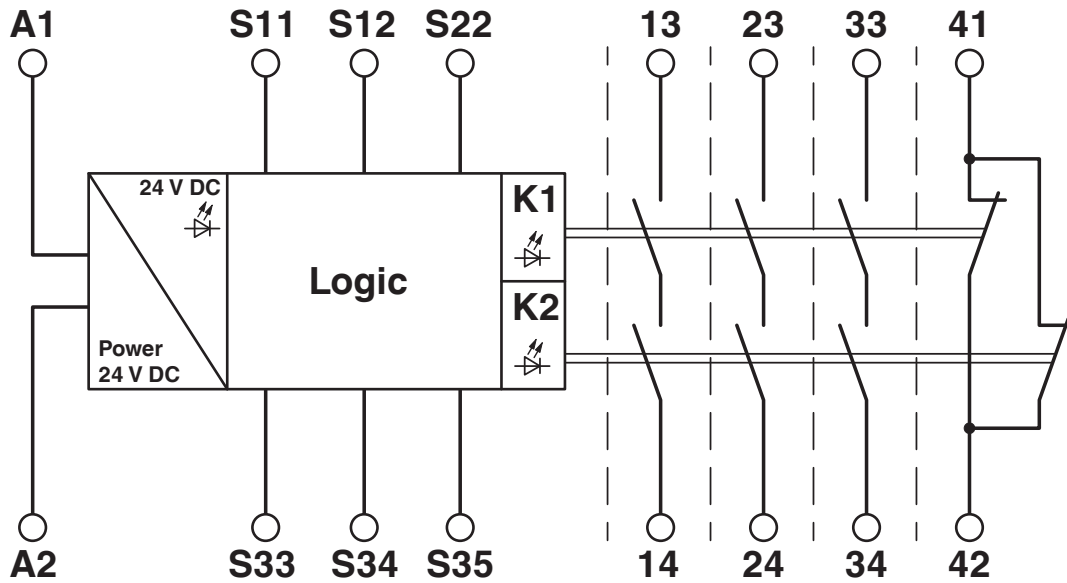 A1 S11 S12 S22 13 23 33 41
24 V DC
K1
Logic
K2
Power
24 V DC
A2 S33 S34 S35 14 24 34 42